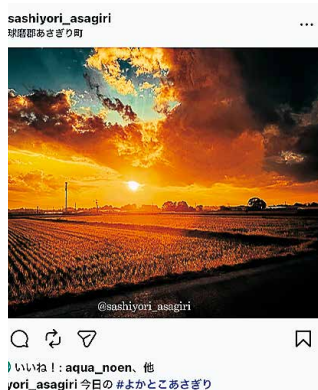 sashiyori_asagiri
球磨郡あさぎり町
@sashiyori_asagiri
いいね！: aqua_noen、他
yori_asagiri 今日の #よかとこあさぎり